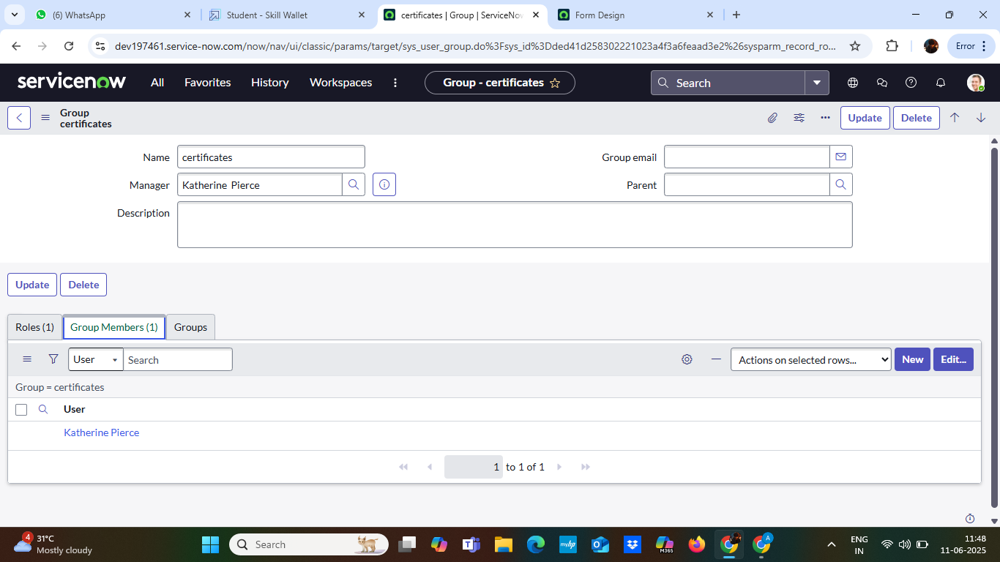 (6) WhatsApp
Student - Skill Wallet
certificates | Group | ServiceNow
Form Design
dev197461.service-now.com/now/nav/ui/classic/params/target/sys_user_group.do%3Fsys_id%3Dded41d258302221023a4f3a6feaad3e2%26sysparm_record_ro...
Error
servicenow
All
Favorites
History
Workspaces
Group - certificates
Search
Group
certificates
Update
Delete
Name
certificates
Group email
Manager
Katherine Pierce
Parent
Description
Update
Delete
Roles (1)
Group Members (1)
Groups
User
Search
Actions on selected rows...
New
Edit...
Group = certificates
User
Katherine Pierce
1 to 1 of 1
4
31°C
Mostly cloudy
Search
myhp
M365
A
ENG
IN
11:48
11-06-2025